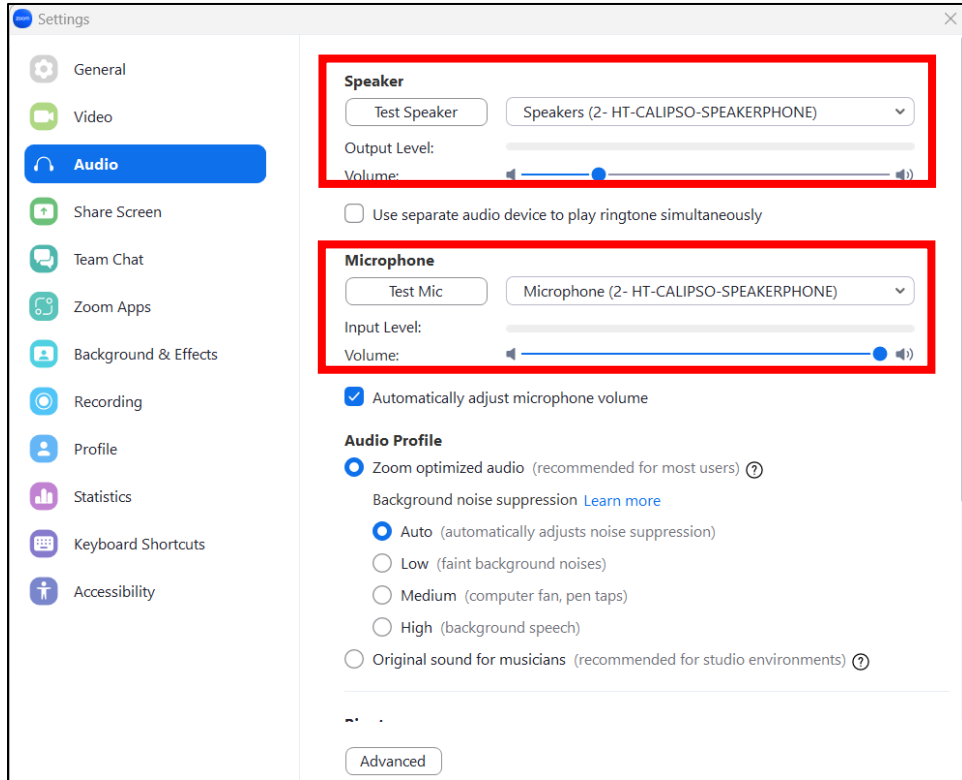 zoom Settings
General
Video
Audio
Share Screen
Team Chat
Zoom Apps
Background & Effects
Recording
Profile
Statistics
Keyboard Shortcuts
Accessibility
Speaker
Test Speaker Speakers (2- HT-CALIPSO-SPEAKERPHONE)
Output Level:
Volume:
Use separate audio device to play ringtone simultaneously
Microphone
Test Mic Microphone (2- HT-CALIPSO-SPEAKERPHONE)
Input Level:
Volume:
Automatically adjust microphone volume
Audio Profile
Zoom optimized audio (recommended for most users) ?
Background noise suppression Learn more
Auto (automatically adjusts noise suppression)
Low (faint background noises)
Medium (computer fan, pen taps)
High (background speech)
Original sound for musicians (recommended for studio environments) ?
Advanced